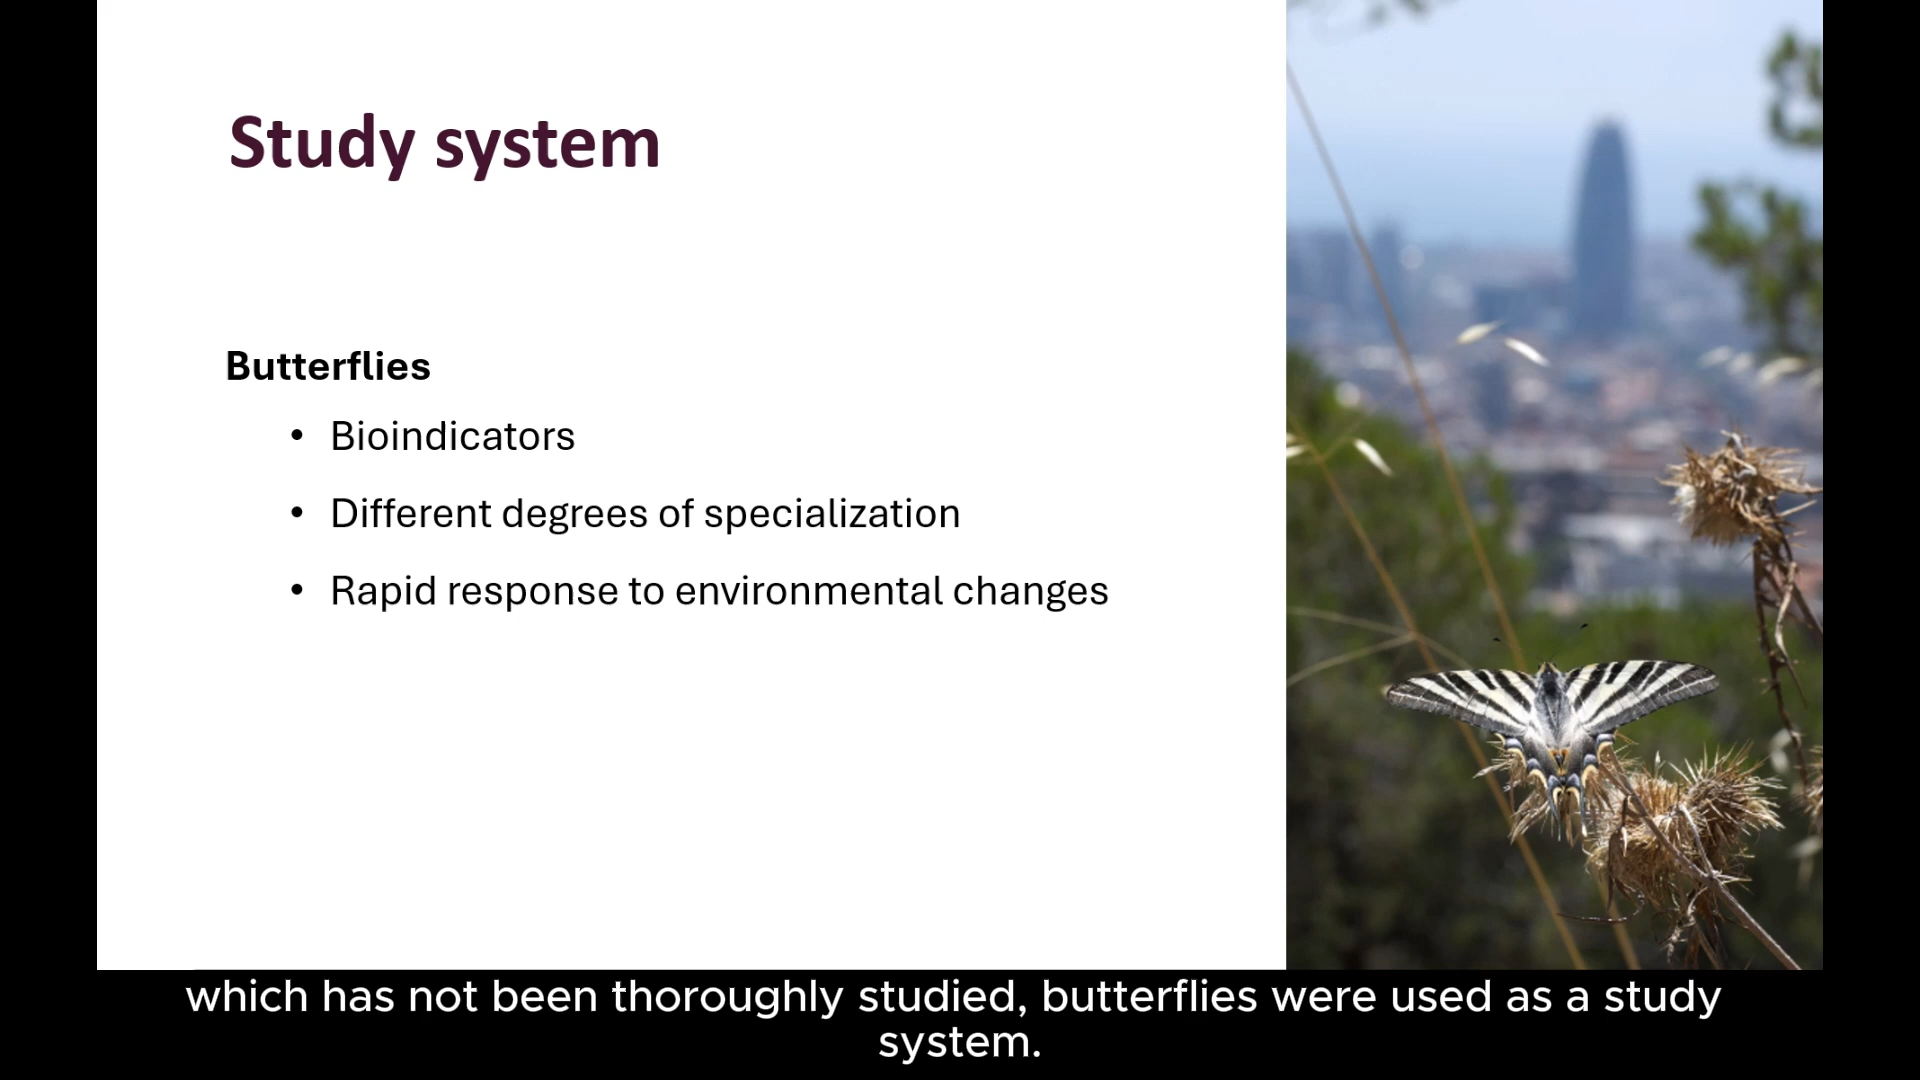 Study system
Butterflies
• Bioindicators
• Different degrees of specialization
• Rapid response to environmental changes
which has not been thoroughly studied, butterflies were used as a study
system.